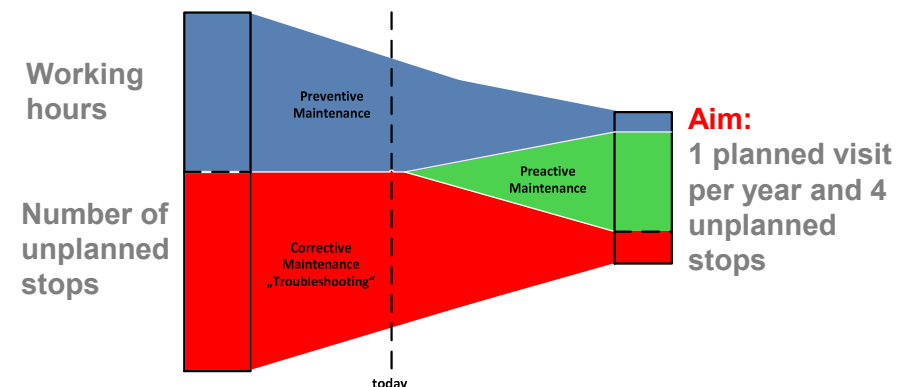 Working
hours
Number of
unplanned
stops
Preventive
Maintenance
Preactive
Maintenance
Corrective
Maintenance
„Troubleshooting“
today
Aim:
1 planned visit
per year and 4
unplanned
stops